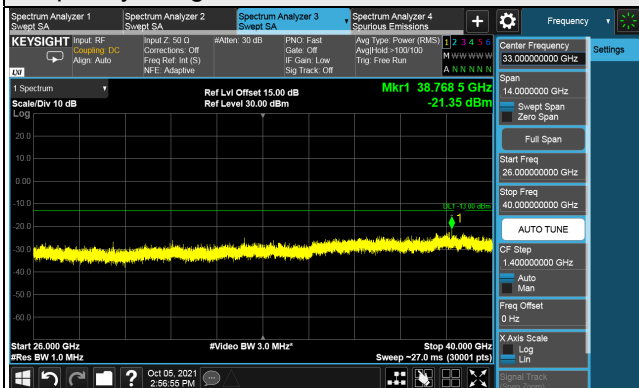 Spectrum Analyzer 1
Swept SA
Spectrum Analyzer 2
Swept SA
Spectrum Analyzer 3
Swept SA
Spectrum Analyzer 4
Spurious Emissions
Frequency
KEYSIGHT
Input: RF
Coupling: DC
Align: Auto
Input Z: 50 Ω
Corrections: Off
Freq Ref: Int (S)
NFE: Adaptive
#Atten: 30 dB
PNO: Fast
Gate: Off
IF Gain: Low
Sig Track: Off
Avg Type: Power (RMS)
Avg|Hold:>100/100
Trig: Free Run
1 2 3 4 5 6
M W W W W W
A N N N N N
LXI
1 Spectrum
Scale/Div 10 dB
Log
Ref Lvl Offset 15.00 dB
Ref Level 30.00 dBm
Mkr1 38.768 5 GHz
-21.35 dBm
20.0
10.0
0.00
-10.0
DL1 -13.00 dBm
-20.0
1
-30.0
-40.0
-50.0
-60.0
Start 26.000 GHz
#Res BW 1.0 MHz
#Video BW 3.0 MHz*
Stop 40.000 GHz
Sweep ~27.0 ms (30001 pts)
Center Frequency
33.000000000 GHz
Settings
Span
14.0000000 GHz
Swept Span
Zero Span
Full Span
Start Freq
26.000000000 GHz
Stop Freq
40.000000000 GHz
AUTO TUNE
CF Step
1.400000000 GHz
Auto
Man
Freq Offset
0 Hz
X Axis Scale
Log
Lin
Signal Track
Oct 05, 2021
2:56:55 PM